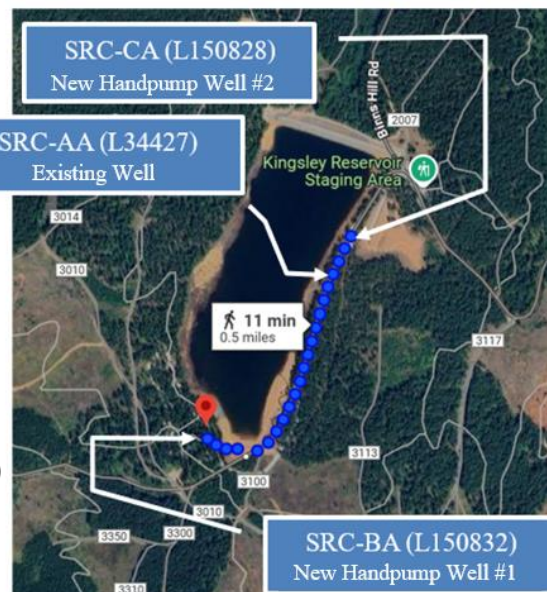 SRC-CA (L150828)
New Handpump Well #2
SRC-AA (L34427)
Existing Well
Binns Hill Rd
2007
Kingsley Reservoir
Staging Area
3014
3010
11 min
0.5 miles
3117
3113
3100
3010
3300
3350
3310
SRC-BA (L150832)
New Handpump Well #1